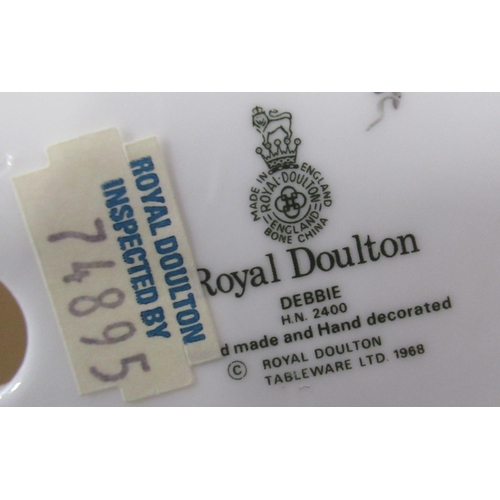 ROYAL DOULTON
INSPECTED BY
74895
MADE IN ENGLAND
ROYAL·DOULTON
ENGLAND
BONE CHINA
Royal Doulton
DEBBIE
H.N. 2400
d made and Hand decorated
© ROYAL DOULTON
TABLEWARE LTD. 1968